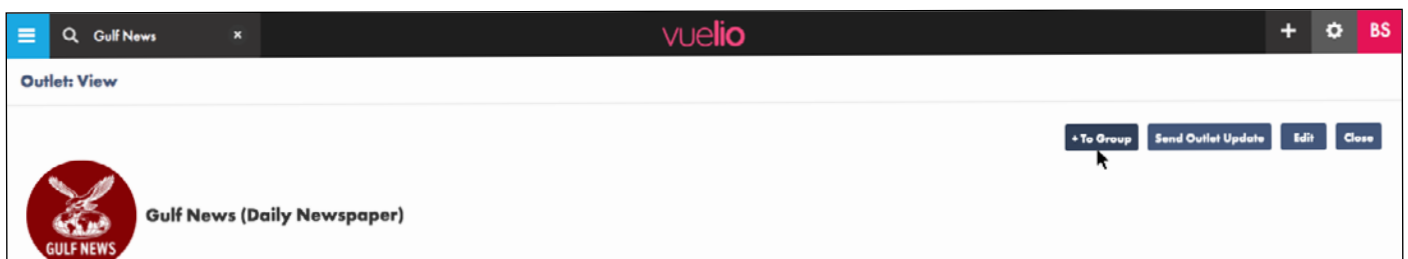 Gulf News × vuelio + BS
Outlet: View
+ To Group Send Outlet Update Edit Close
Gulf News (Daily Newspaper)
GULF NEWS